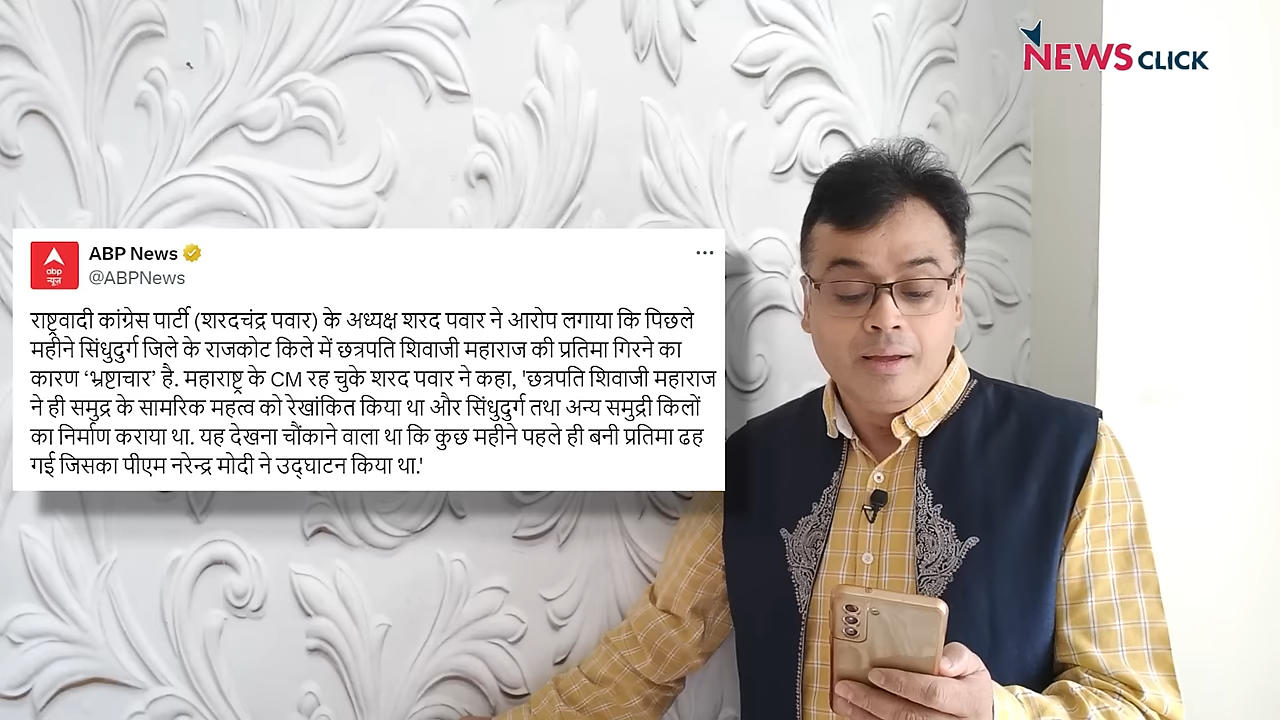 NEWS CLICK
ABP News
@ABPNews
abp
न्यूज़
राष्ट्रवादी कांग्रेस पार्टी (शरदचंद्र पवार) के अध्यक्ष शरद पवार ने आरोप लगाया कि पिछले
महीने सिंधुदुर्ग जिले के राजकोट किले में छत्रपति शिवाजी महाराज की प्रतिमा गिरने का
कारण ‘भ्रष्टाचार’ है. महाराष्ट्र के CM रह चुके शरद पवार ने कहा, 'छत्रपति शिवाजी महाराज
ने ही समुद्र के सामरिक महत्व को रेखांकित किया था और सिंधुदुर्ग तथा अन्य समुद्री किलों
का निर्माण कराया था. यह देखना चौंकाने वाला था कि कुछ महीने पहले ही बनी प्रतिमा ढह
गई जिसका पीएम नरेन्द्र मोदी ने उद्घाटन किया था.'